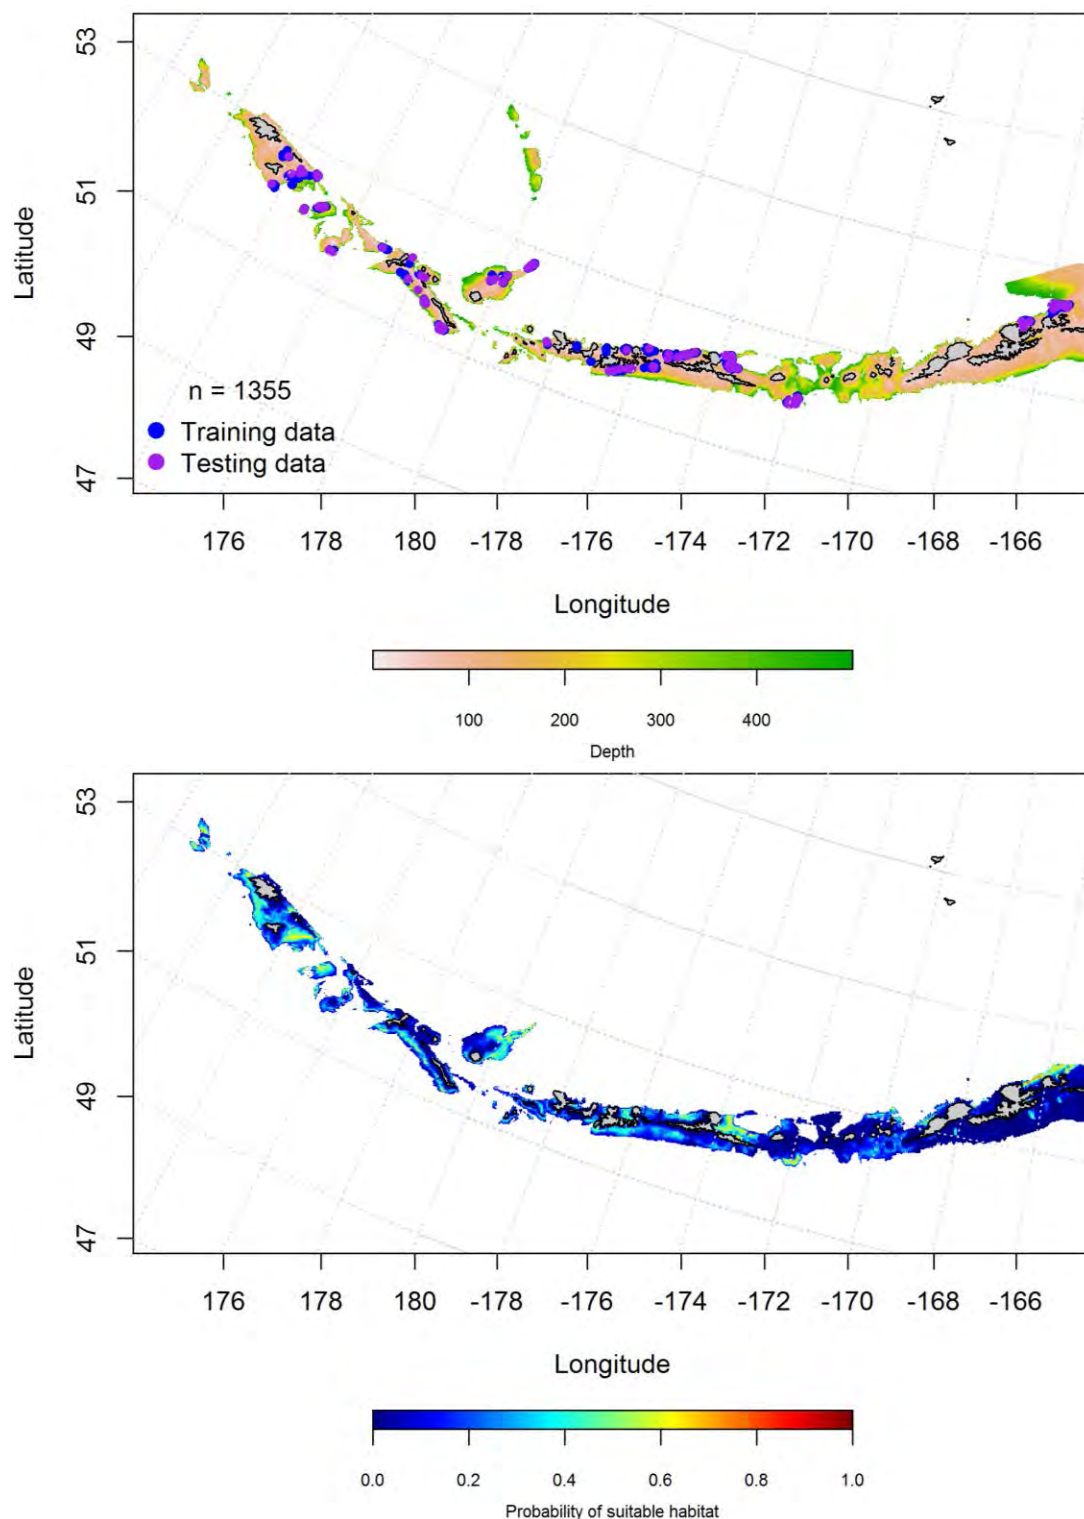 53
51
49
47
Latitude
n = 1355
Training data
Testing data
176 178 180 -178 -176 -174 -172 -170 -168 -166
Longitude
100 200 300 400
Depth
53
51
49
47
Latitude
176 178 180 -178 -176 -174 -172 -170 -168 -166
Longitude
0.0 0.2 0.4 0.6 0.8 1.0
Probability of suitable habitat